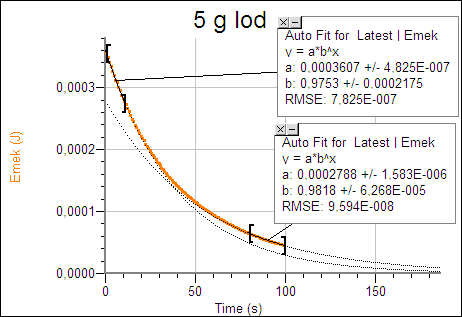 5 g lod
Auto Fit for Latest | Emek
y = a*b^x
a: 0,0003607 +/- 4,825E-007
b: 0,9753 +/- 0,0002175
RMSE: 7,825E-007
Auto Fit for Latest | Emek
y = a*b^x
a: 0,0002788 +/- 1,583E-006
b: 0,9818 +/- 6,268E-005
RMSE: 9,594E-008
Emek (J)
0,0003
0,0002
0,0001
0,0000
0
50
100
150
Time (s)